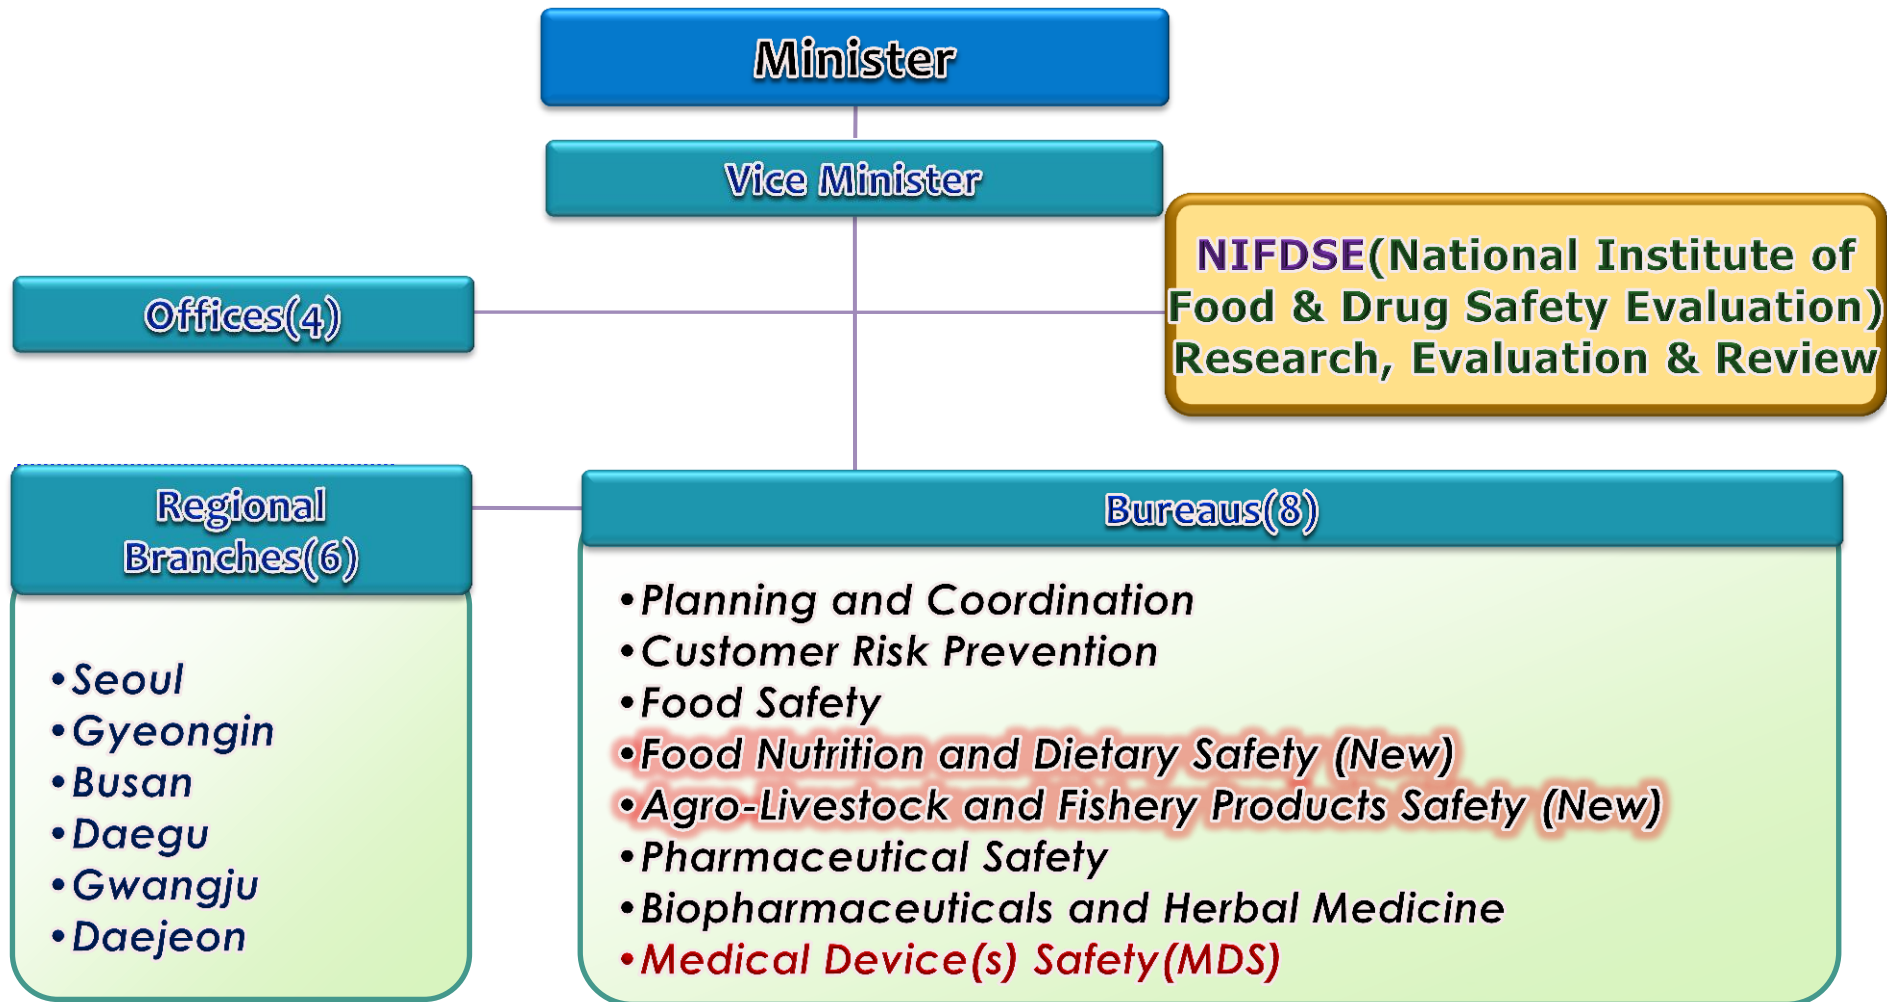 Minister
Vice Minister
NIFDSE(National Institute of
Food & Drug Safety Evaluation)
Research, Evaluation & Review
Offices(4)
Regional
Branches(6)
•Seoul
•Gyeongin
•Busan
•Daegu
•Gwangju
•Daejeon
Bureaus(8)
•Planning and Coordination
•Customer Risk Prevention
•Food Safety
•Food Nutrition and Dietary Safety (New)
•Agro-Livestock and Fishery Products Safety (New)
•Pharmaceutical Safety
•Biopharmaceuticals and Herbal Medicine
•Medical Device(s) Safety(MDS)